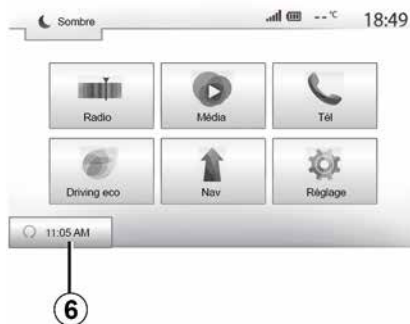 Sombre
--°C
18:49
Radio
Média
Tél
Driving eco
Nav
Réglage
11:05 AM
6